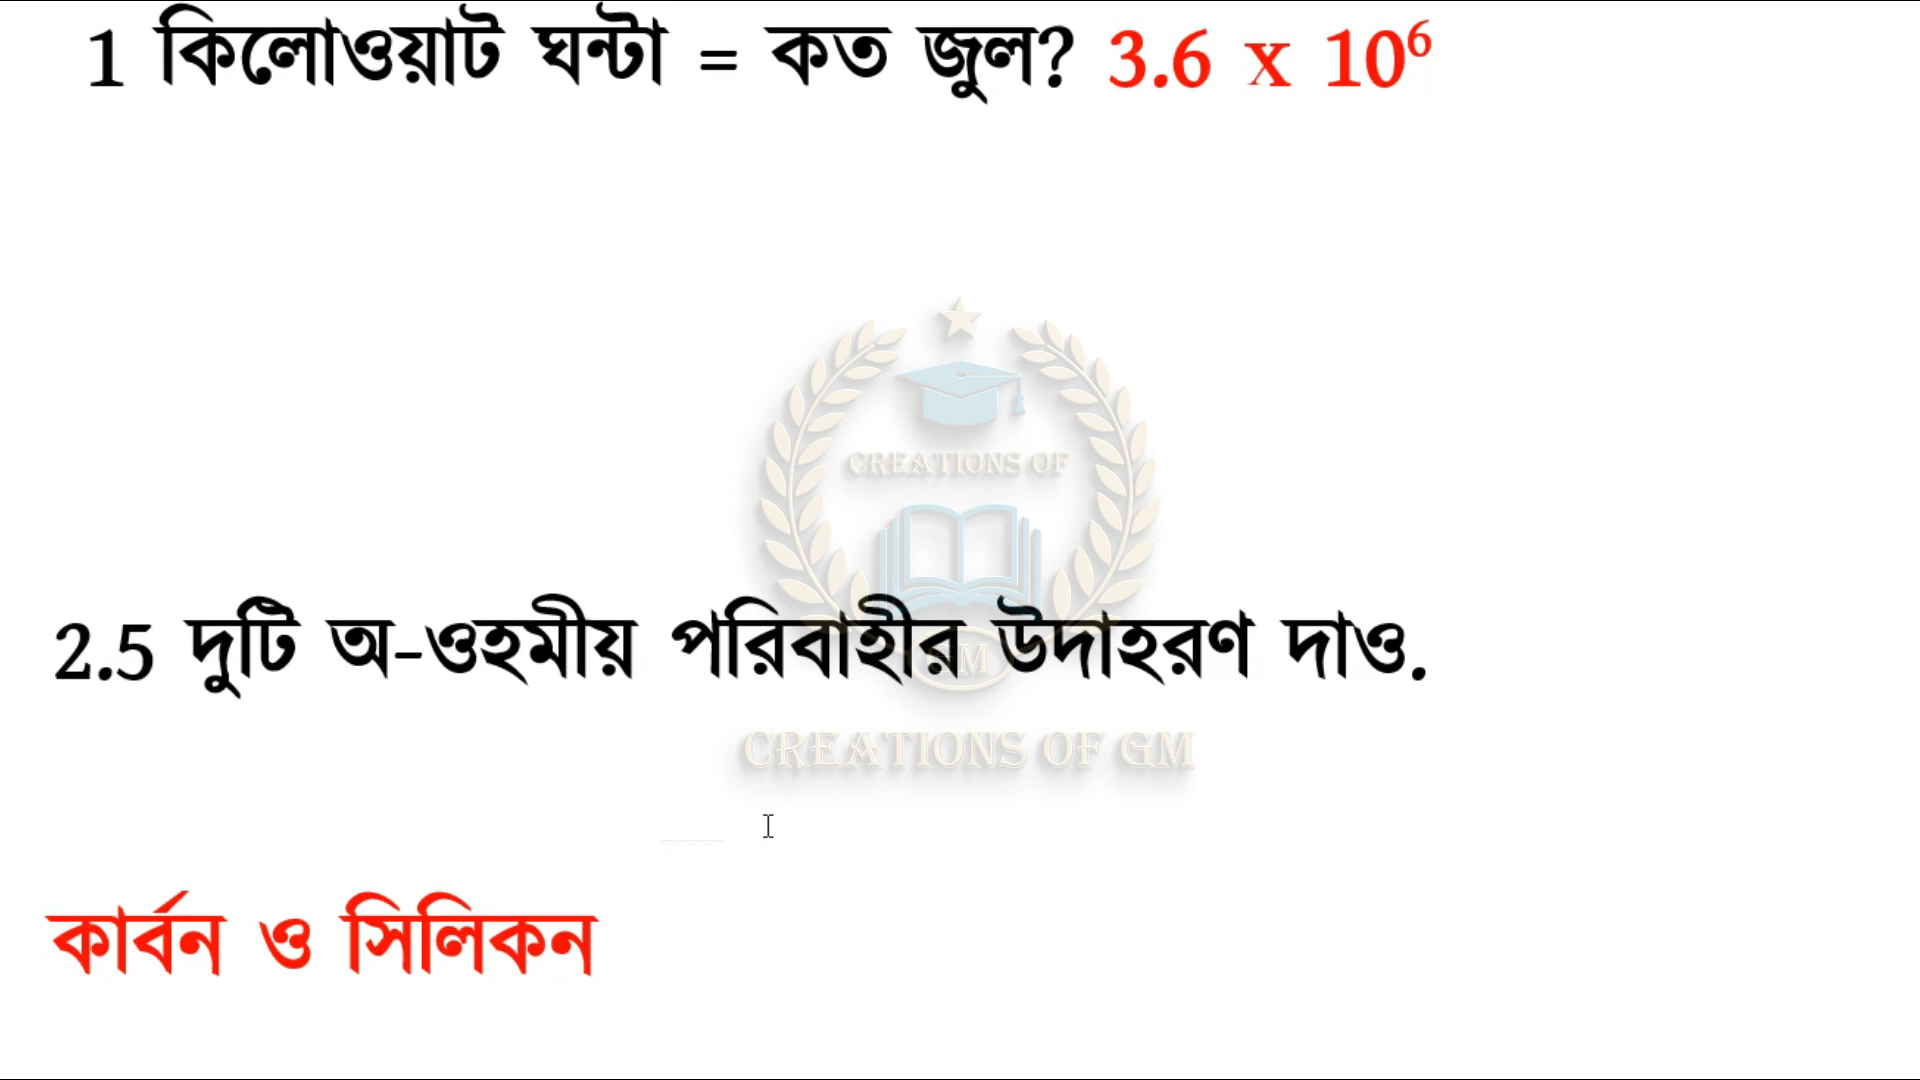 1 কিলোওয়াট ঘন্টা = কত জুল? 3.6 x 10⁶
CREATIONS OF
2.5 দুটি অ-ওহমীয় পরিবাহীর উদাহরণ দাও.
GM
CREATIONS OF GM
কার্বন ও সিলিকন